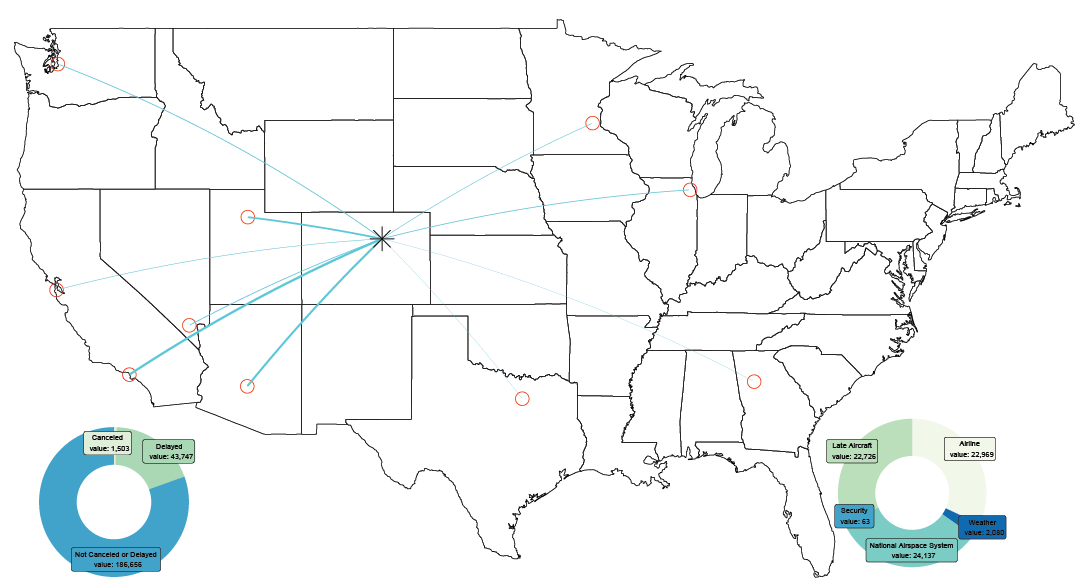 Canceled
value: 1,503
Delayed
value: 43,747
Not Canceled or Delayed
value: 186,656
Late Aircraft
value: 22,726
Airline
value: 22,969
Security
value: 63
Weather
value: 2,080
National Airspace System
value: 24,137